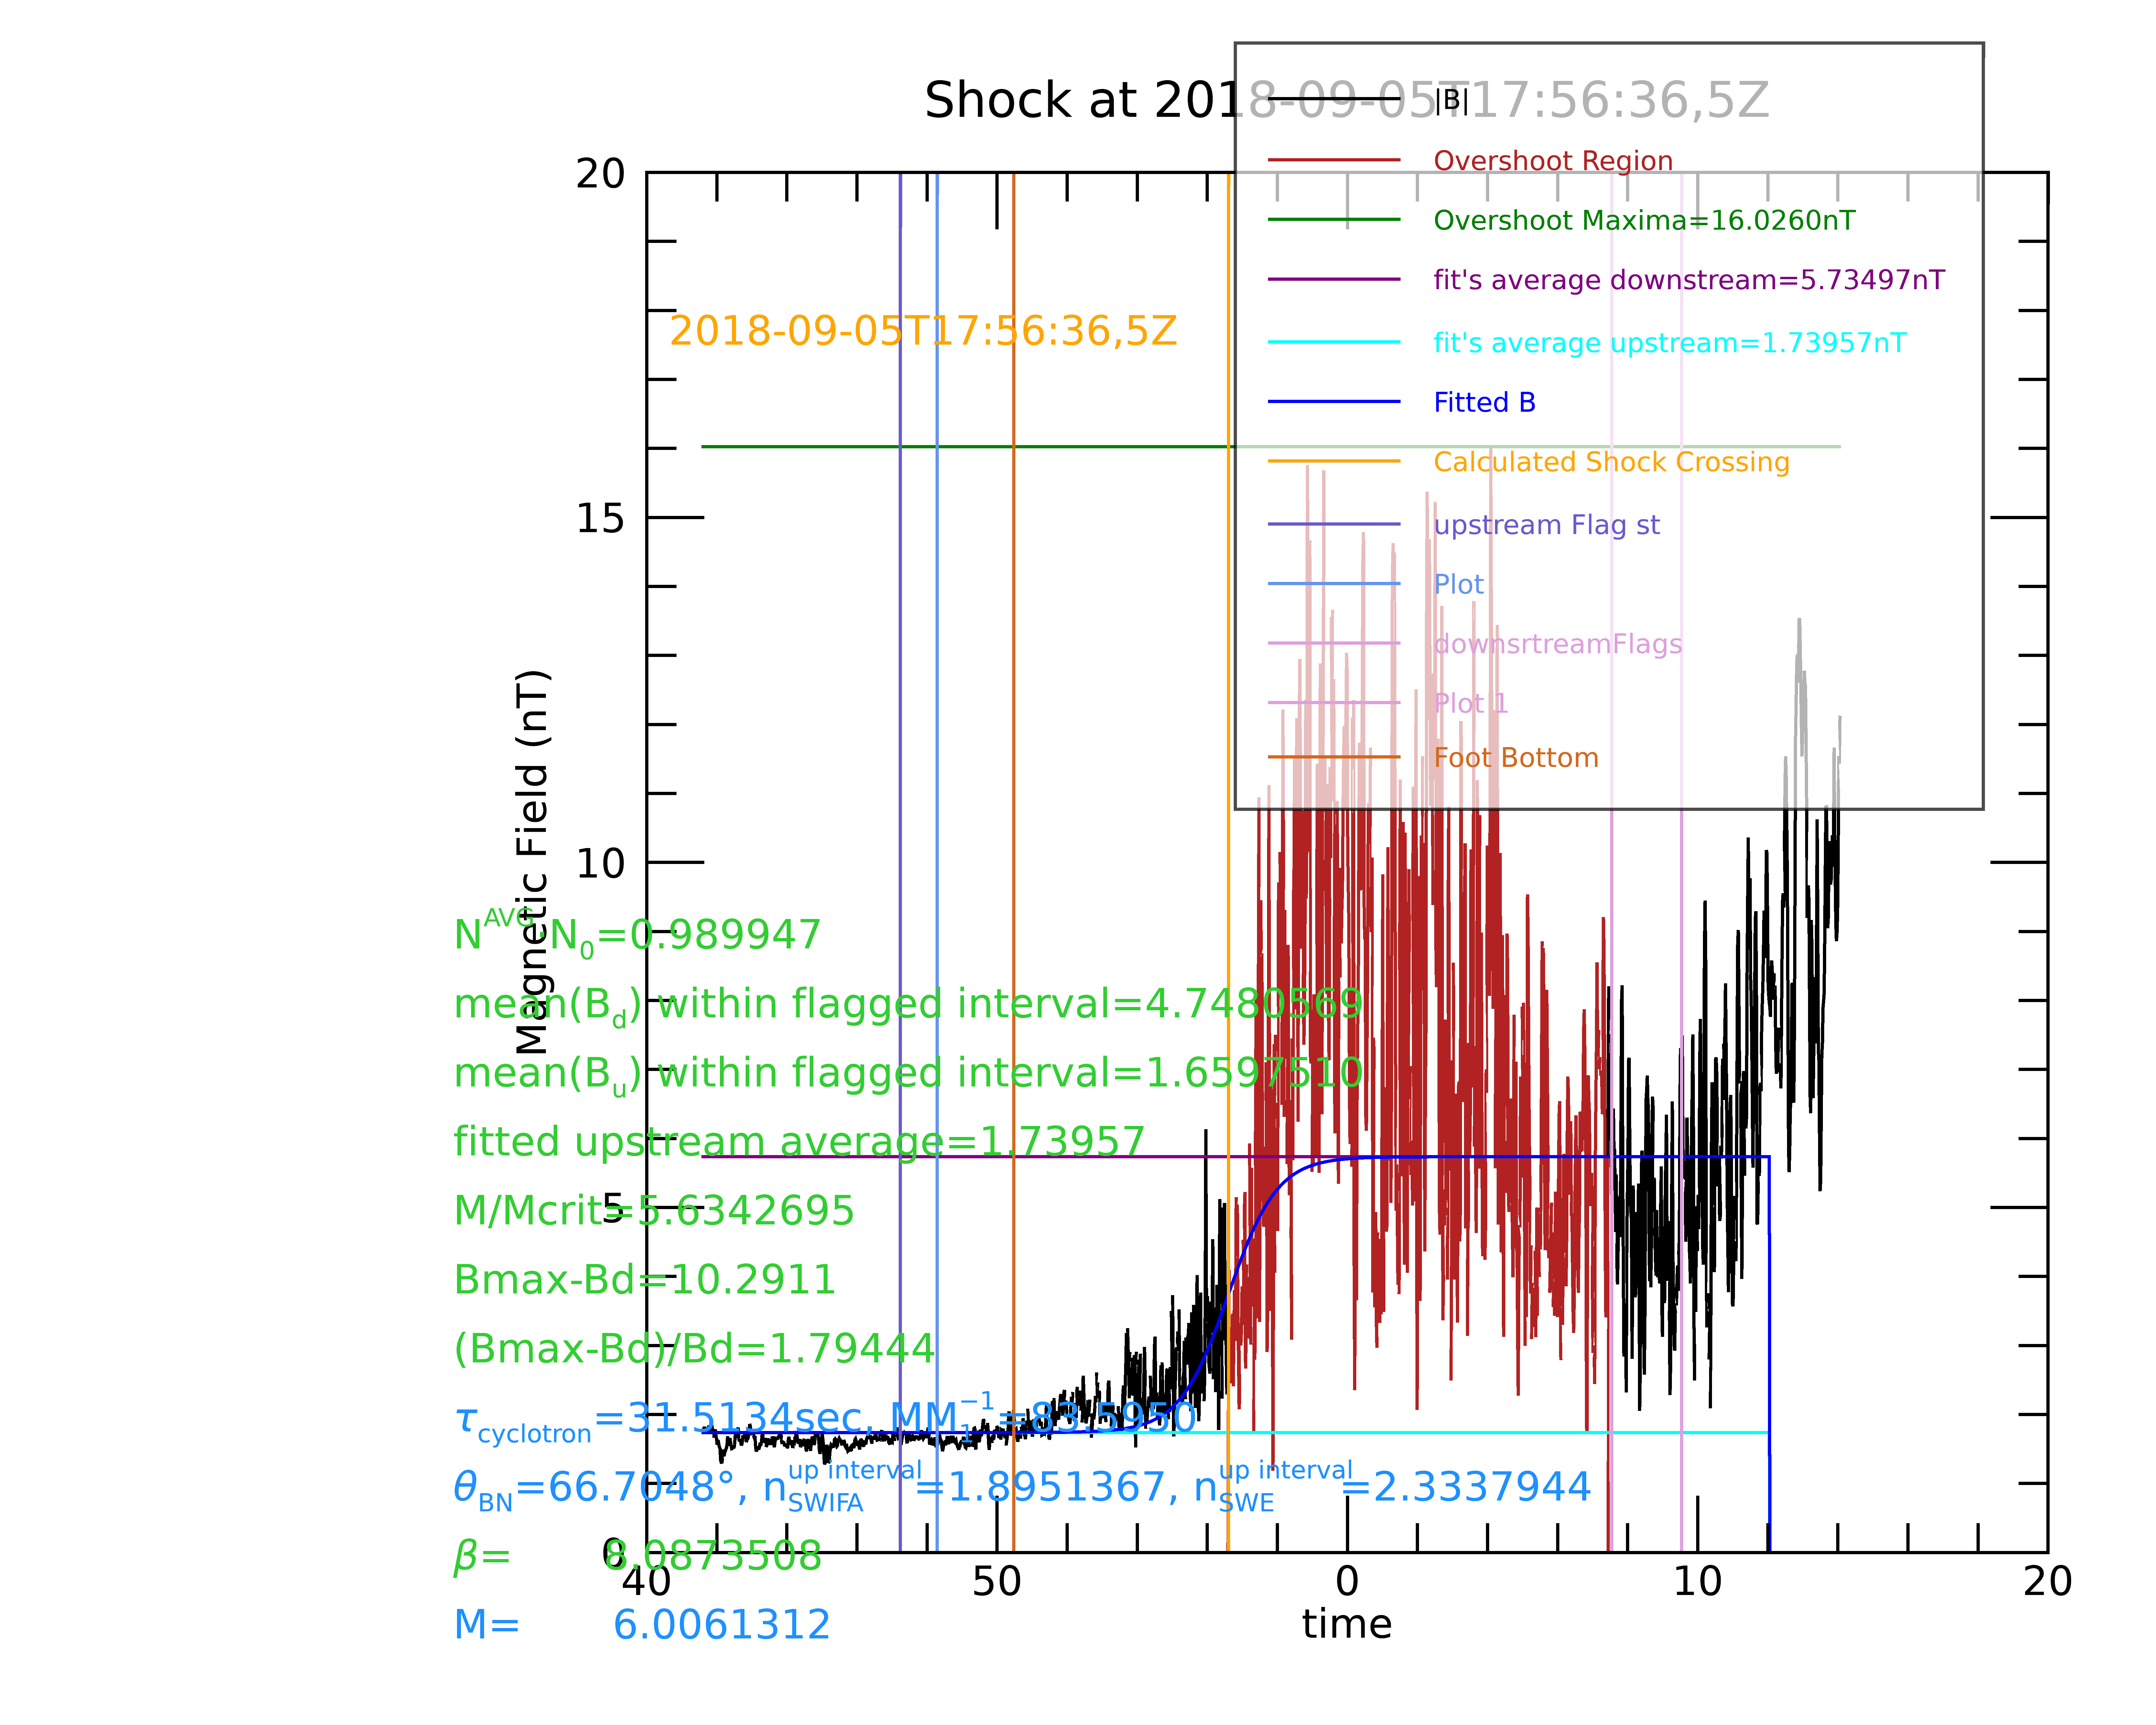 Shock at 2018-09-05T17:56:36,5Z
|B|
Overshoot Region
Overshoot Maxima=16.0260nT
fit's average downstream=5.73497nT
fit's average upstream=1.73957nT
Fitted B
Calculated Shock Crossing
upstream Flag st
Plot
downsrtreamFlags
Plot 1
Foot Bottom
2018-09-05T17:56:36,5Z
20
15
10
5
0
Magnetic Field (nT)
N^AVG·N_0=0.989947
mean(B_d) within flagged interval=4.7480569
mean(B_u) within flagged interval=1.6597510
fitted upstream average=1.73957
M/Mcrit=5.6342695
Bmax-Bd=10.2911
(Bmax-Bd)/Bd=1.79444
τ_cyclotron=31.5134sec, MM_1^−1=83.5950
θ_BN=66.7048°, n_SWIFA^up interval=1.8951367, n_SWE^up interval=2.3337944
β= 8.0873508
M= 6.0061312
40 50 0 10 20
time